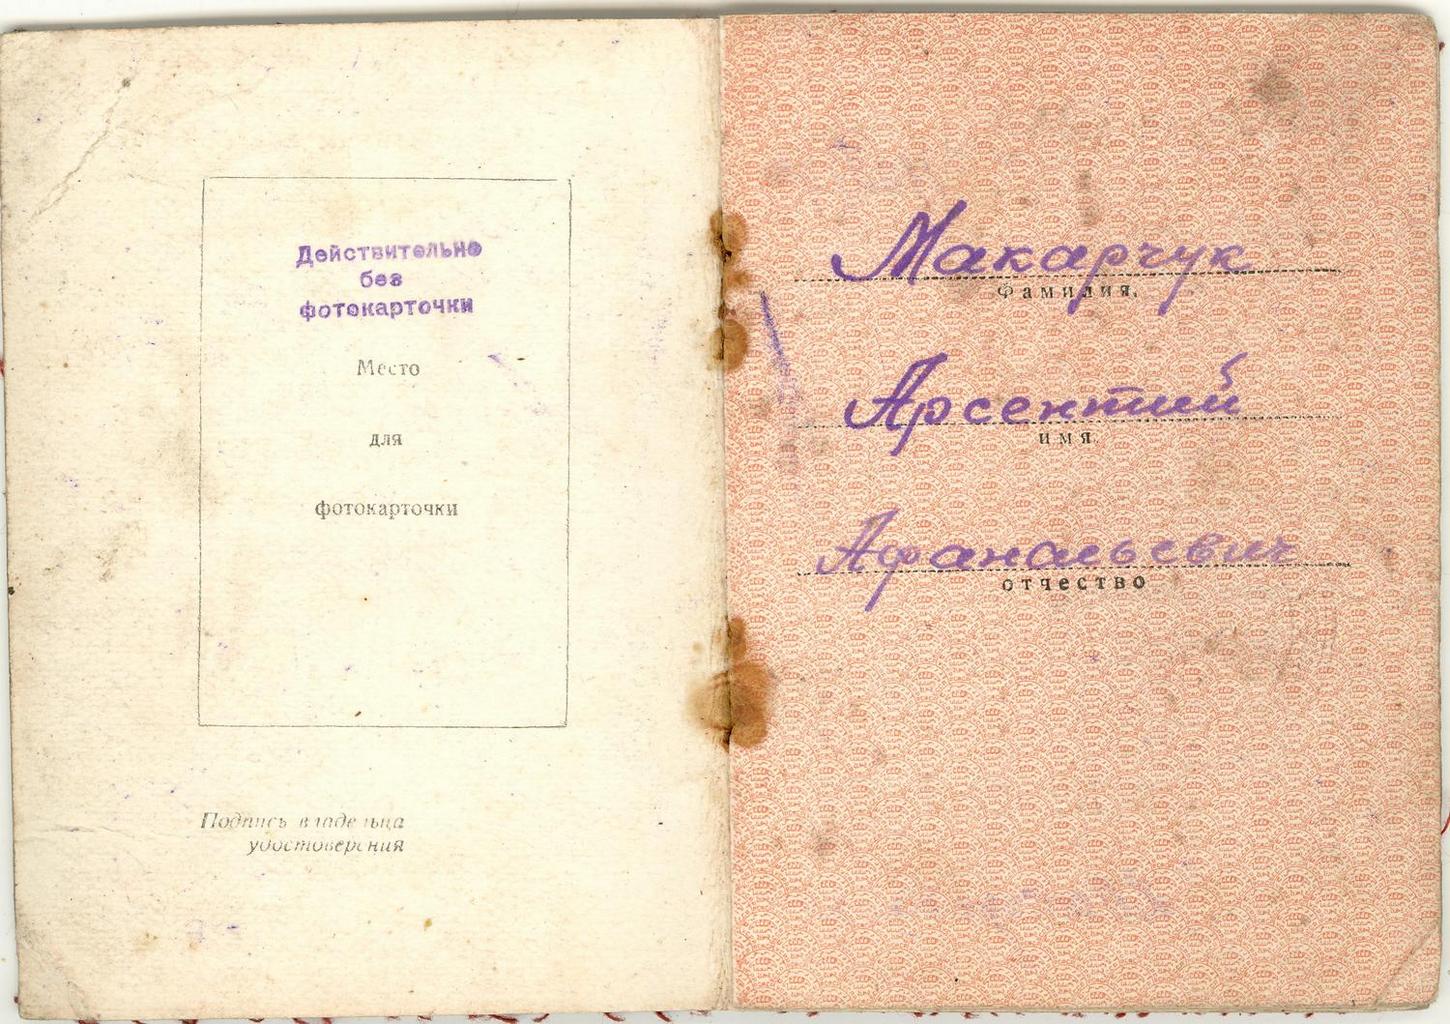 Действительно
без
фотокарточки
Место
для
фотокарточки
Подпись владельца
удостоверения
Макарчук
Фамилия,
Арсентий
имя
Афанасьевич
отчество